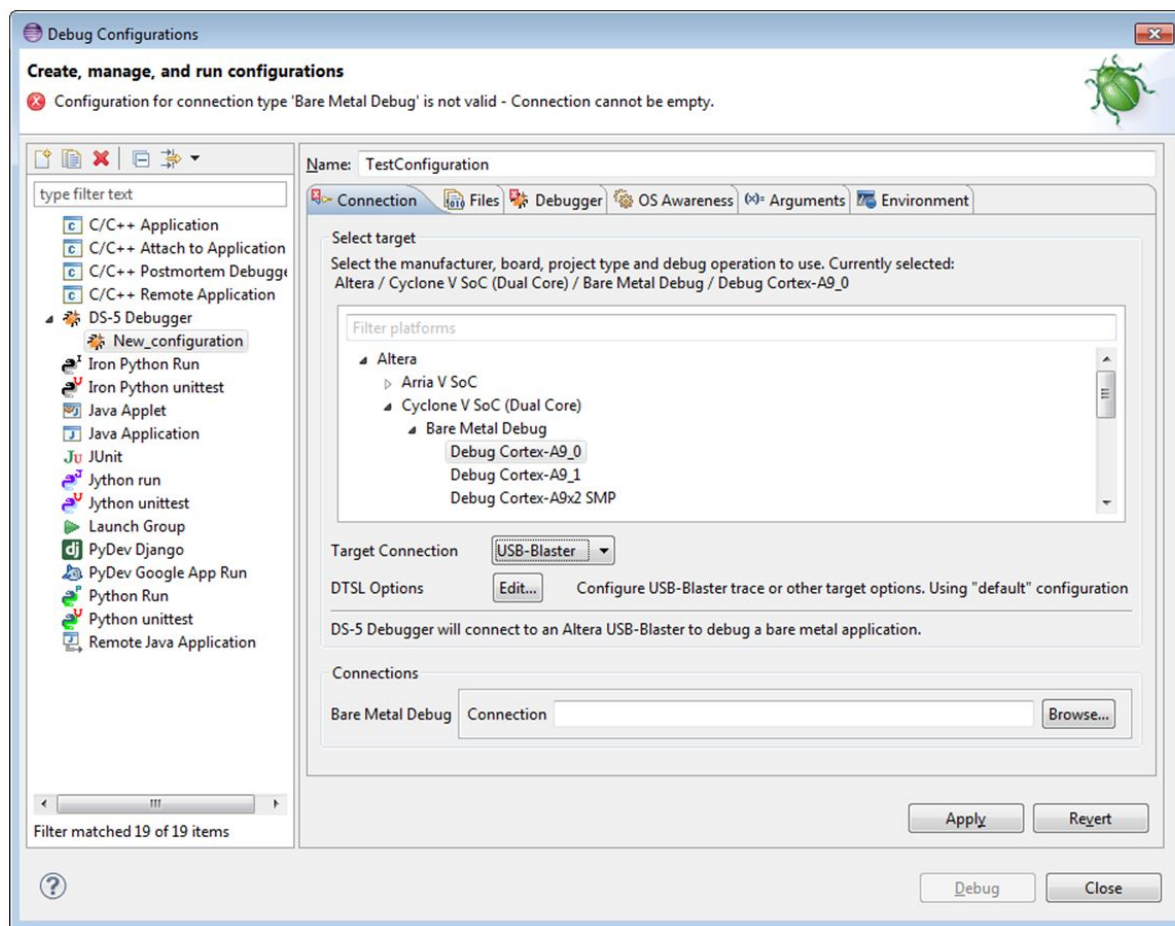 Debug Configurations
Create, manage, and run configurations
Configuration for connection type 'Bare Metal Debug' is not valid - Connection cannot be empty.
type filter text
C/C++ Application
C/C++ Attach to Application
C/C++ Postmortem Debugge
C/C++ Remote Application
DS-5 Debugger
New_configuration
Iron Python Run
Iron Python unittest
Java Applet
Java Application
JUnit
Jython run
Jython unittest
Launch Group
PyDev Django
PyDev Google App Run
Python Run
Python unittest
Remote Java Application
Filter matched 19 of 19 items
Name: TestConfiguration
Connection Files Debugger OS Awareness Arguments Environment
Select target
Select the manufacturer, board, project type and debug operation to use. Currently selected:
Altera / Cyclone V SoC (Dual Core) / Bare Metal Debug / Debug Cortex-A9_0
Filter platforms
Altera
Arria V SoC
Cyclone V SoC (Dual Core)
Bare Metal Debug
Debug Cortex-A9_0
Debug Cortex-A9_1
Debug Cortex-A9x2 SMP
Target Connection USB-Blaster
DTSL Options Edit... Configure USB-Blaster trace or other target options. Using "default" configuration
DS-5 Debugger will connect to an Altera USB-Blaster to debug a bare metal application.
Connections
Bare Metal Debug Connection Browse...
Apply Revert
Debug Close